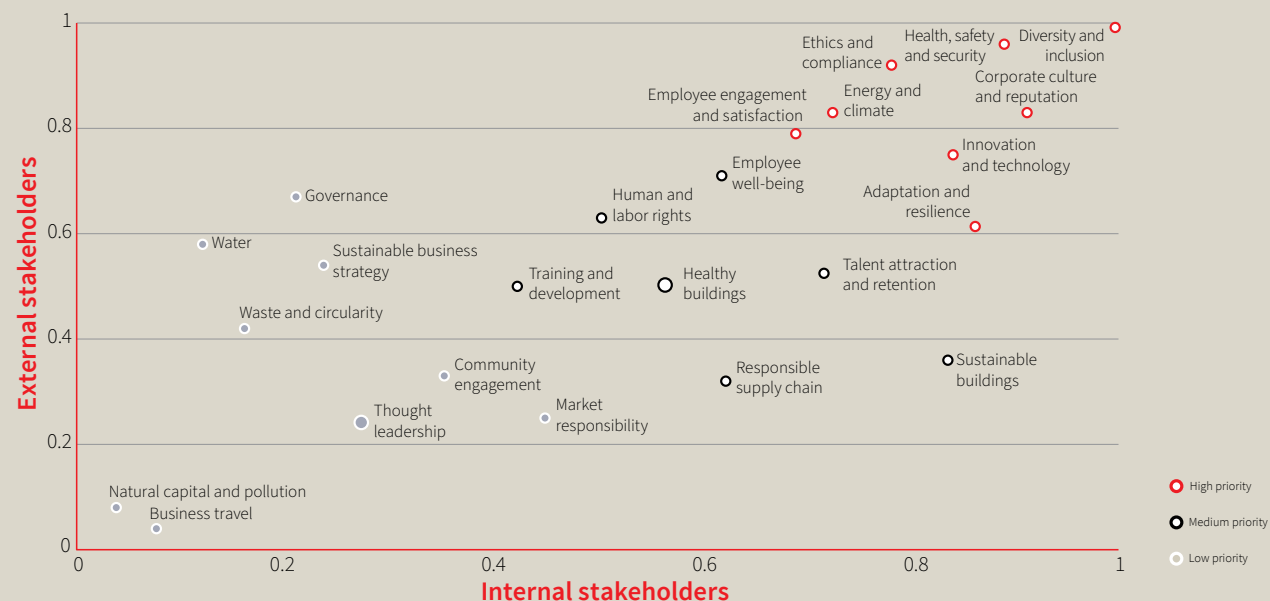 1
Ethics and
compliance
Health, safety
and security
Diversity and
inclusion
Corporate culture
and reputation
Energy and
climate
Employee engagement
and satisfaction
0.8
Innovation
and technology
Employee
well-being
Adaptation and
resilience
Human and
labor rights
Governance
0.6
Water
Sustainable business
strategy
Training and
development
Healthy
buildings
Talent attraction
and retention
Waste and circularity
0.4
Community
engagement
Responsible
supply chain
Sustainable
buildings
Thought
leadership
Market
responsibility
0.2
Natural capital and pollution
Business travel
0
External stakeholders
0
0.2
0.4
0.6
0.8
1
Internal stakeholders
High priority
Medium priority
Low priority